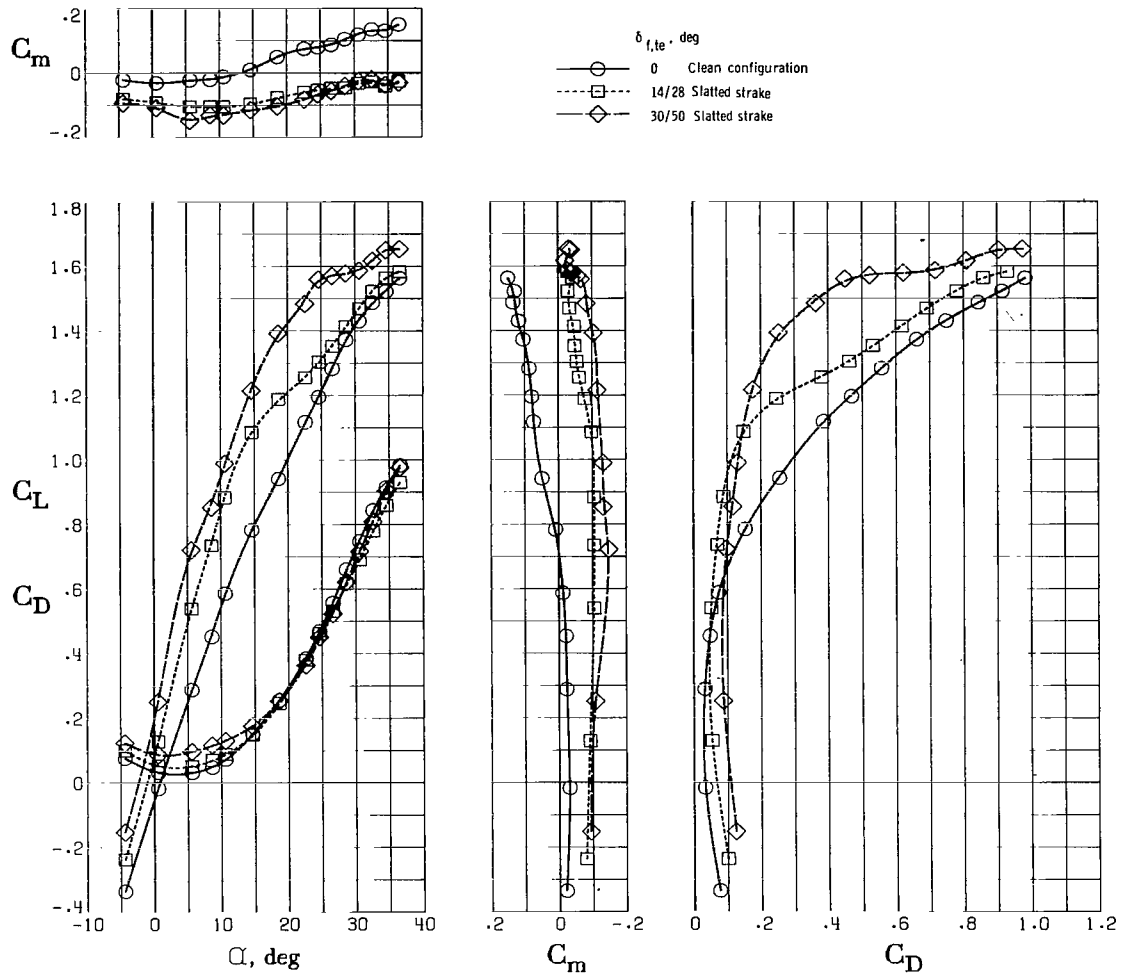 .2
0
-.2
C_m
δ_f,te, deg
0 Clean configuration
14/28 Slatted strake
30/50 Slatted strake
1.8
1.6
1.4
1.2
1.0
.8
.6
.4
.2
0
-.2
-.4
C_L
C_D
-10 0 10 20 30 40
α, deg
.2 0 -.2
C_m
0 .2 .4 .6 .8 1.0 1.2
C_D